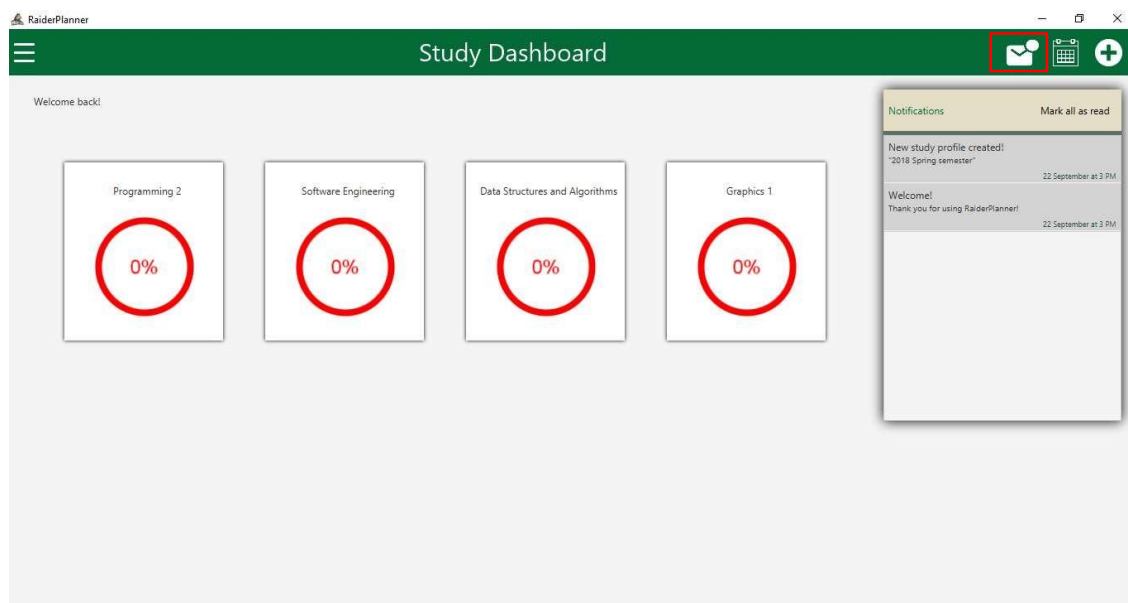 RaiderPlanner
Study Dashboard
Welcome back!
Programming 2
0%
Software Engineering
0%
Data Structures and Algorithms
0%
Graphics 1
0%
Notifications Mark all as read
New study profile created!
"2018 Spring semester"
22 September at 3 PM
Welcome!
Thank you for using RaiderPlanner!
22 September at 3 PM